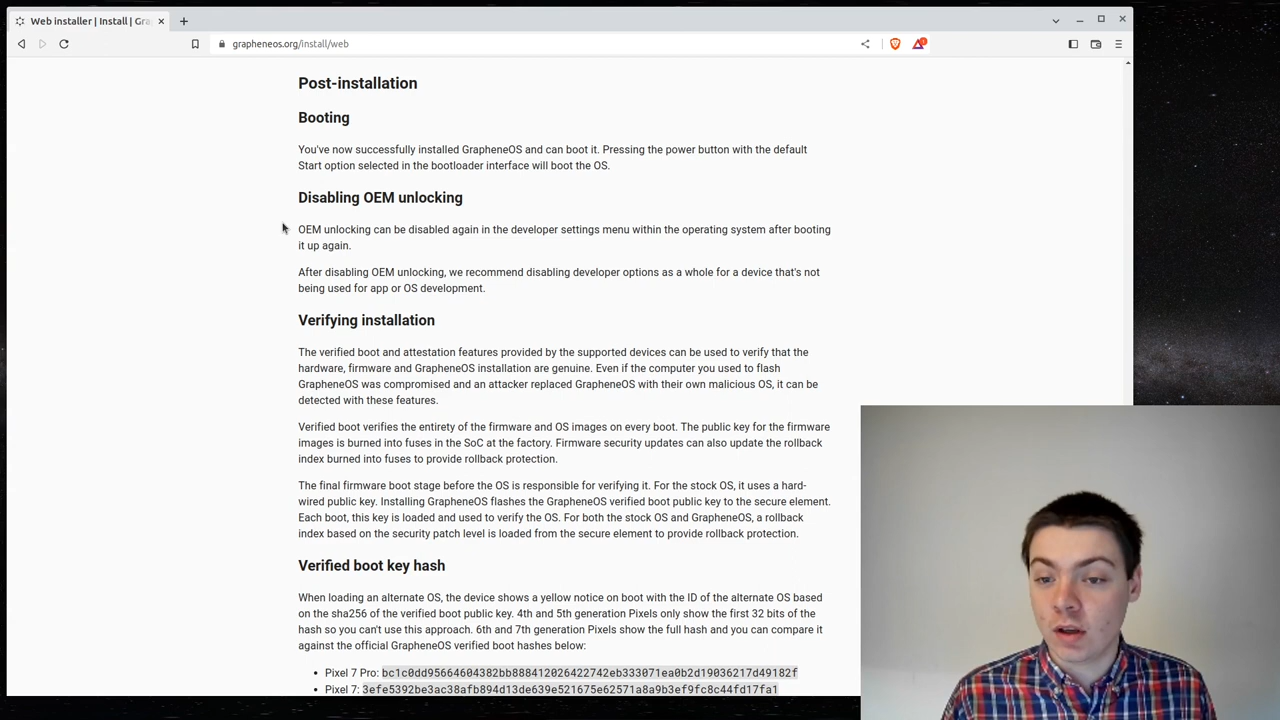 Web installer | Install | Gra
grapheneos.org/install/web
Post-installation
Booting
You've now successfully installed GrapheneOS and can boot it. Pressing the power button with the default
Start option selected in the bootloader interface will boot the OS.
Disabling OEM unlocking
OEM unlocking can be disabled again in the developer settings menu within the operating system after booting
it up again.
After disabling OEM unlocking, we recommend disabling developer options as a whole for a device that's not
being used for app or OS development.
Verifying installation
The verified boot and attestation features provided by the supported devices can be used to verify that the
hardware, firmware and GrapheneOS installation are genuine. Even if the computer you used to flash
GrapheneOS was compromised and an attacker replaced GrapheneOS with their own malicious OS, it can be
detected with these features.
Verified boot verifies the entirety of the firmware and OS images on every boot. The public key for the firmware
images is burned into fuses in the SoC at the factory. Firmware security updates can also update the rollback
index burned into fuses to provide rollback protection.
The final firmware boot stage before the OS is responsible for verifying it. For the stock OS, it uses a hard-
wired public key. Installing GrapheneOS flashes the GrapheneOS verified boot public key to the secure element.
Each boot, this key is loaded and used to verify the OS. For both the stock OS and GrapheneOS, a rollback
index based on the security patch level is loaded from the secure element to provide rollback protection.
Verified boot key hash
When loading an alternate OS, the device shows a yellow notice on boot with the ID of the alternate OS based
on the sha256 of the verified boot public key. 4th and 5th generation Pixels only show the first 32 bits of the
hash so you can't use this approach. 6th and 7th generation Pixels show the full hash and you can compare it
against the official GrapheneOS verified boot hashes below:
• Pixel 7 Pro: bc1c0dd95664604382bb888412026422742eb333071ea0b2d19036217d49182f
• Pixel 7: 3efe5392be3ac38afb894d13de639e521675e62571a8a9b3ef9fc8c44fd17fa1